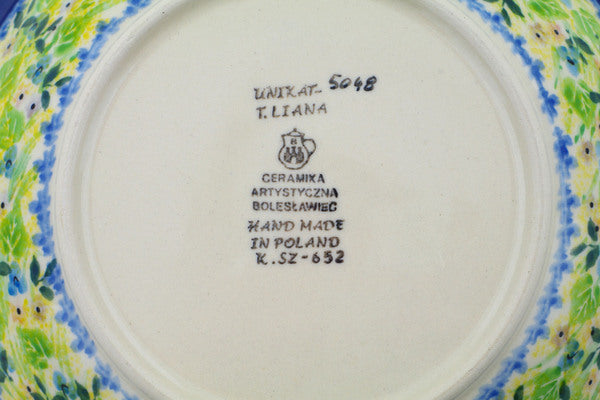 UNIKAT-5048
T. LIANA
B
CERAMIKA
ARTYSTYCZNA
BOLESŁAWIEC
HAND MADE
IN POLAND
K.SZ-652